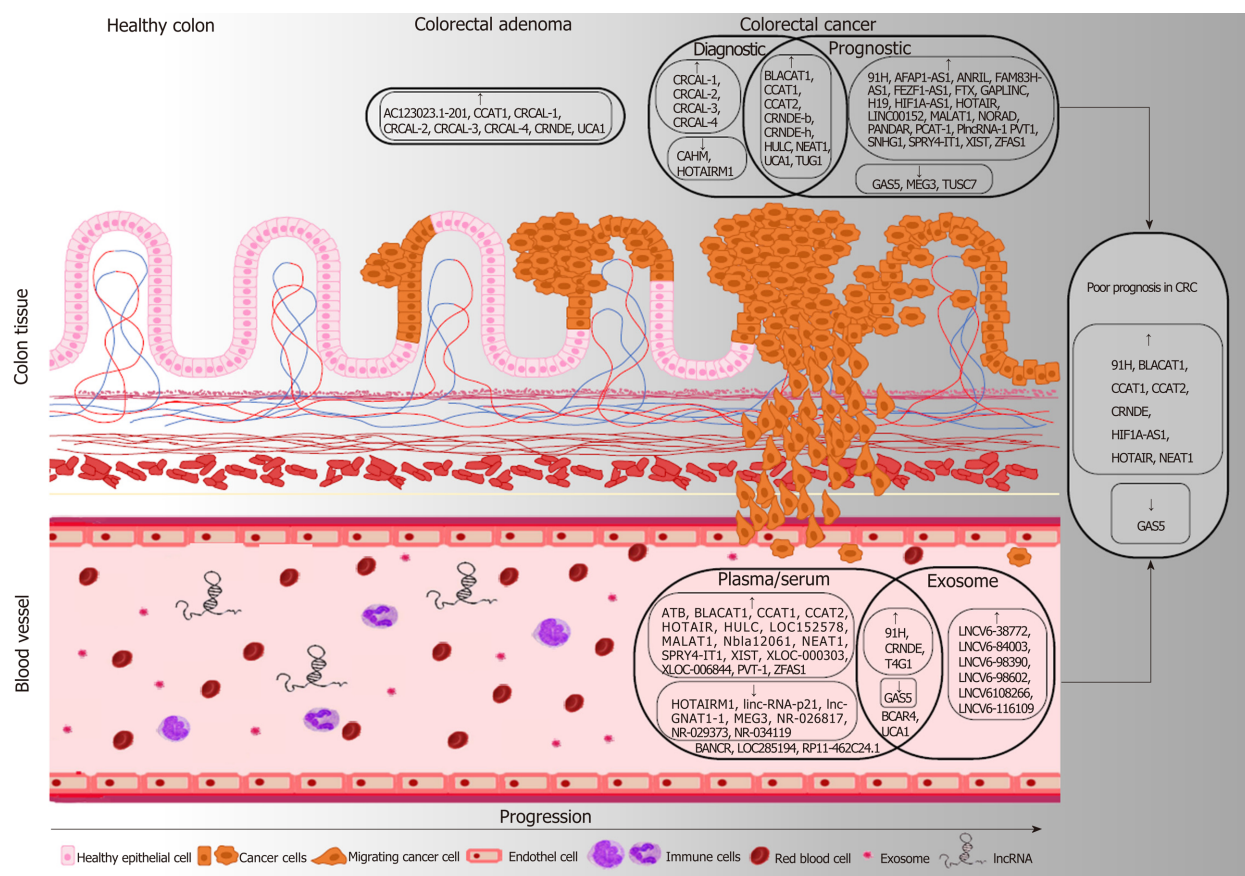 Healthy colon
Colorectal adenoma
Colorectal cancer
Diagnostic
Prognostic
↑
AC123023.1-201, CCAT1, CRCAL-1,
CRCAL-2, CRCAL-3, CRCAL-4, CRNDE, UCA1
↑
CRCAL-1,
CRCAL-2,
CRCAL-3,
CRCAL-4
↓
CAHM,
HOTAIRM1
↑
BLACAT1,
CCAT1,
CCAT2,
CRNDE-b,
CRNDE-h,
HULC, NEAT1,
UCA1, TUG1
↑
91H, AFAP1-AS1, ANRIL, FAM83H-
AS1, FEZF1-AS1, FTX, GAPLINC,
H19, HIF1A-AS1, HOTAIR,
LINC00152, MALAT1, NORAD,
PANDAR, PCAT-1, PlncRNA-1 PVT1,
SNHG1, SPRY4-IT1, XIST, ZFAS1
↓
GAS5, MEG3, TUSC7
Poor prognosis in CRC
↑
91H, BLACAT1,
CCAT1, CCAT2,
CRNDE,
HIF1A-AS1,
HOTAIR, NEAT1
↓
GAS5
Colon tissue
Blood vessel
Plasma/serum
Exosome
↑
ATB, BLACAT1, CCAT1, CCAT2,
HOTAIR, HULC, LOC152578,
MALAT1, Nbla12061, NEAT1,
SPRY4-IT1, XIST, XLOC-000303,
XLOC-006844, PVT-1, ZFAS1
↓
HOTAIRM1, linc-RNA-p21, lnc-
GNAT1-1, MEG3, NR-026817,
NR-029373, NR-034119
BANCR, LOC285194, RP11-462C24.1
↑
91H,
CRNDE,
T4G1
↓
GAS5
BCAR4,
UCA1
↑
LNCV6-38772,
LNCV6-84003,
LNCV6-98390,
LNCV6-98602,
LNCV6108266,
LNCV6-116109
Progression
Healthy epithelial cell
Cancer cells
Migrating cancer cell
Endothel cell
Immune cells
Red blood cell
Exosome
lncRNA